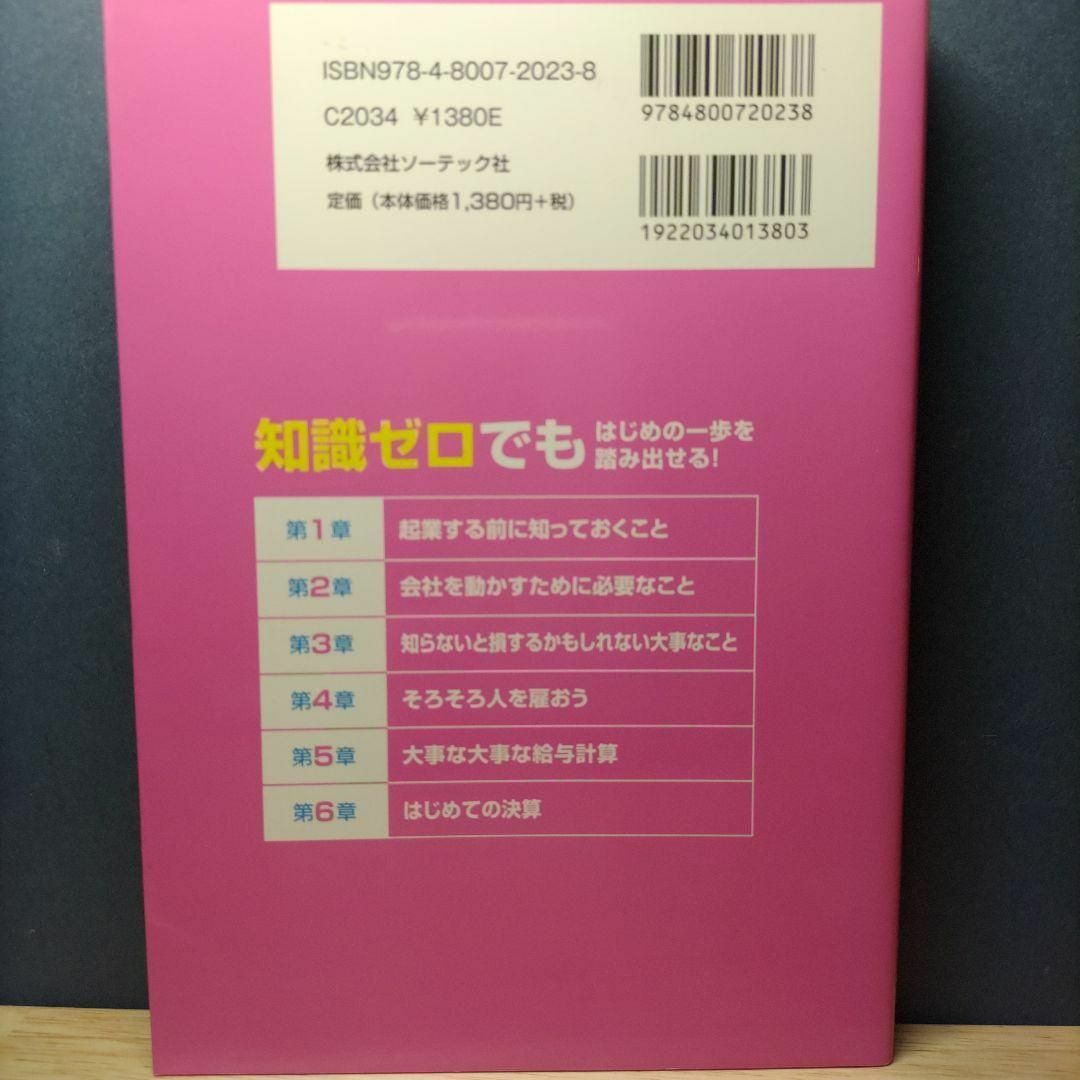 ISBN978-4-8007-2023-8
C2034 ¥1380E
株式会社ソーテック社
定価（本体価格1,380円＋税）
9784800720238
1922034013803
知識ゼロでも はじめの一歩を
踏み出せる！
第1章 起業する前に知っておくこと
第2章 会社を動かすために必要なこと
第3章 知らないと損するかもしれない大事なこと
第4章 そろそろ人を雇おう
第5章 大事な大事な給与計算
第6章 はじめての決算